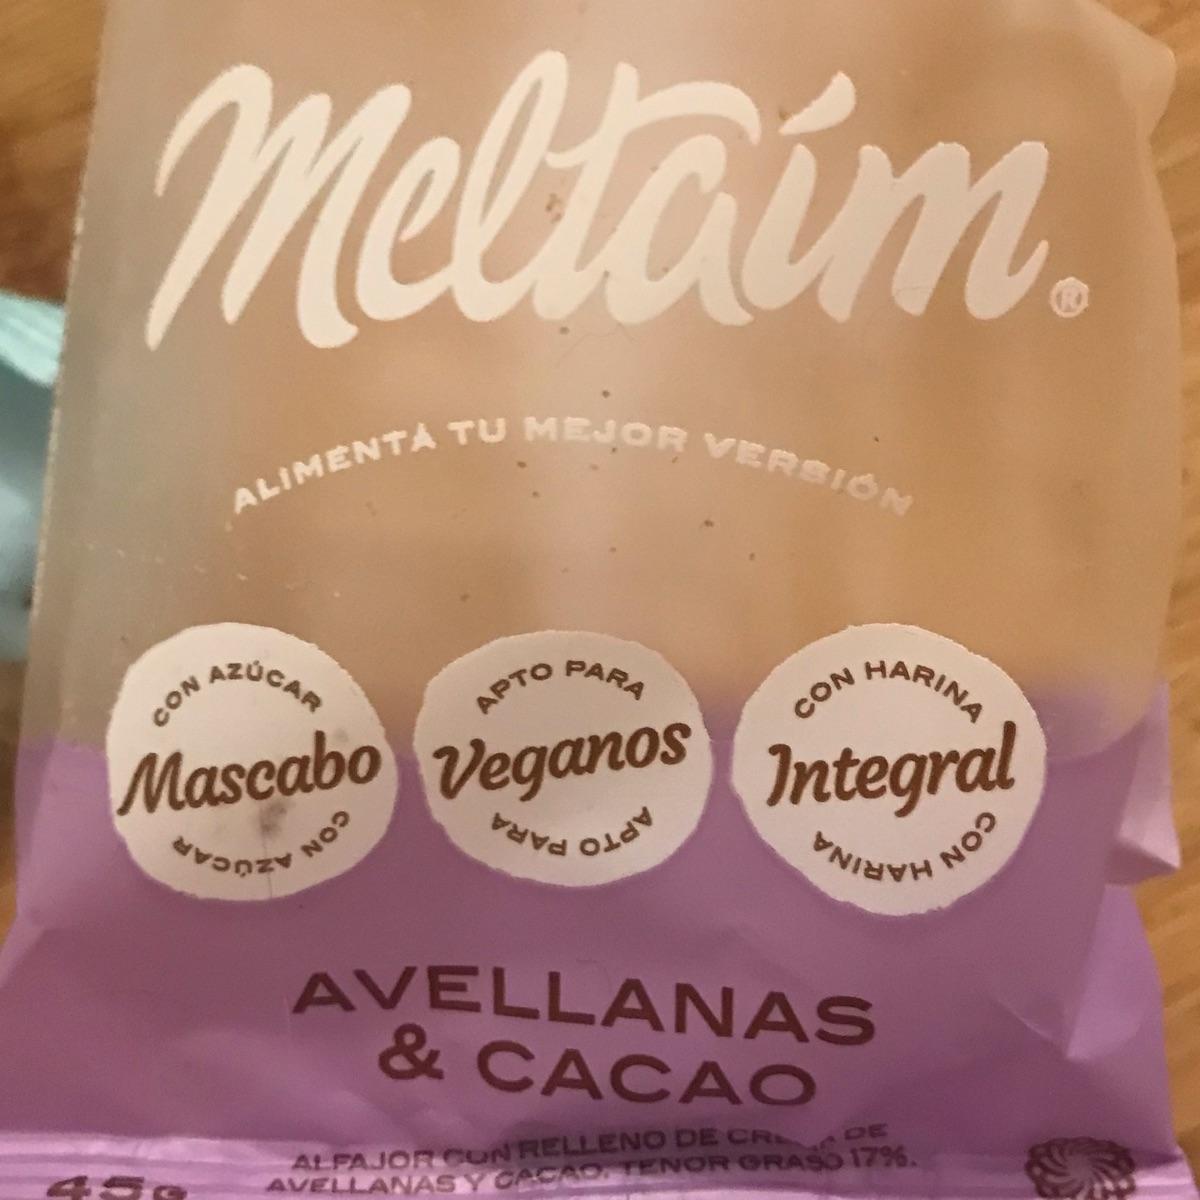 Meltaím®
ALIMENTÁ TU MEJOR VERSIÓN
CON AZÚCAR
Mascabo
CON AZÚCAR
APTO PARA
Veganos
APTO PARA
CON HARINA
Integral
CON HARINA
AVELLANAS
& CACAO
ALFAJOR CON RELLENO DE CREMA DE
AVELLANAS Y CACAO. TENOR GRASO 17%.
45g